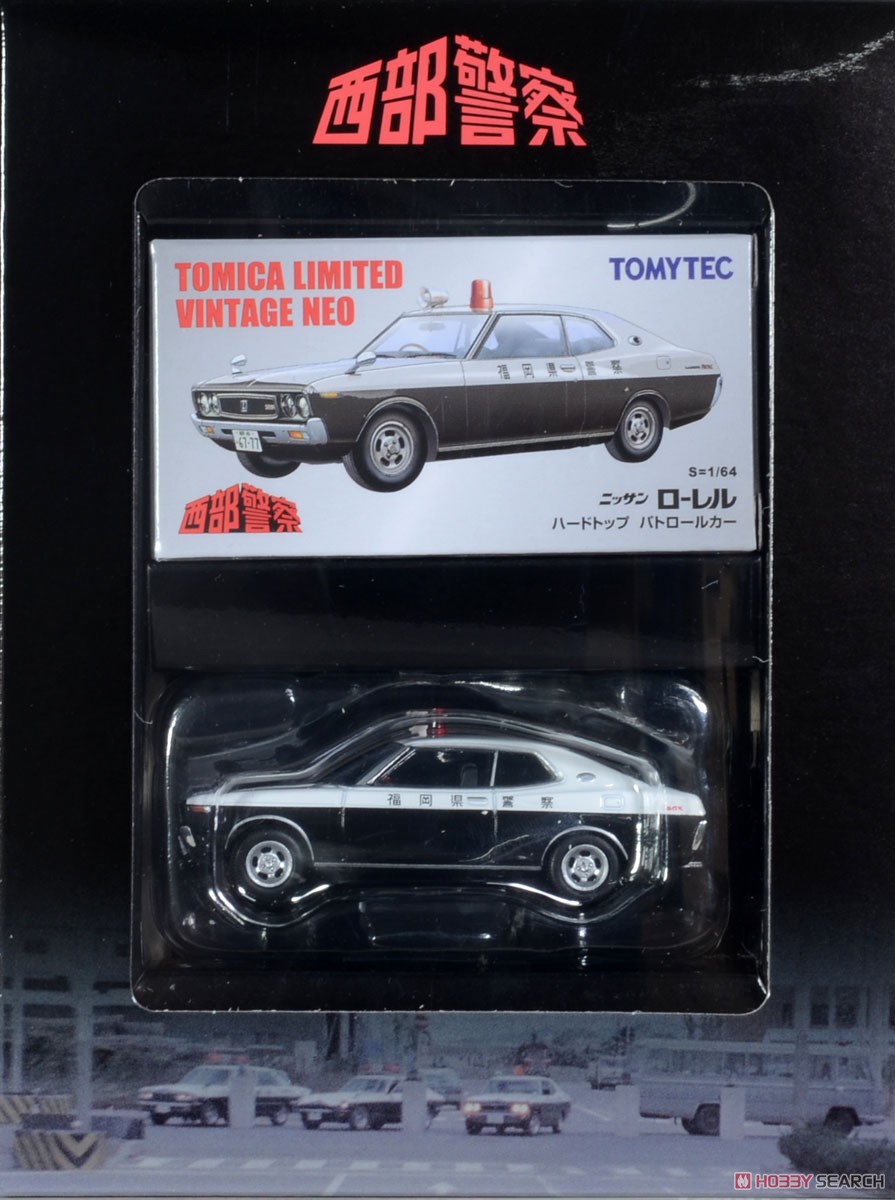 西部警察
TOMICA LIMITED
VINTAGE NEO
TOMYTEC
福岡県警察
67-77
S=1/64
西部警察
ニッサン ローレル
ハードトップ パトロールカー
福岡県警察
HOBBY SEARCH